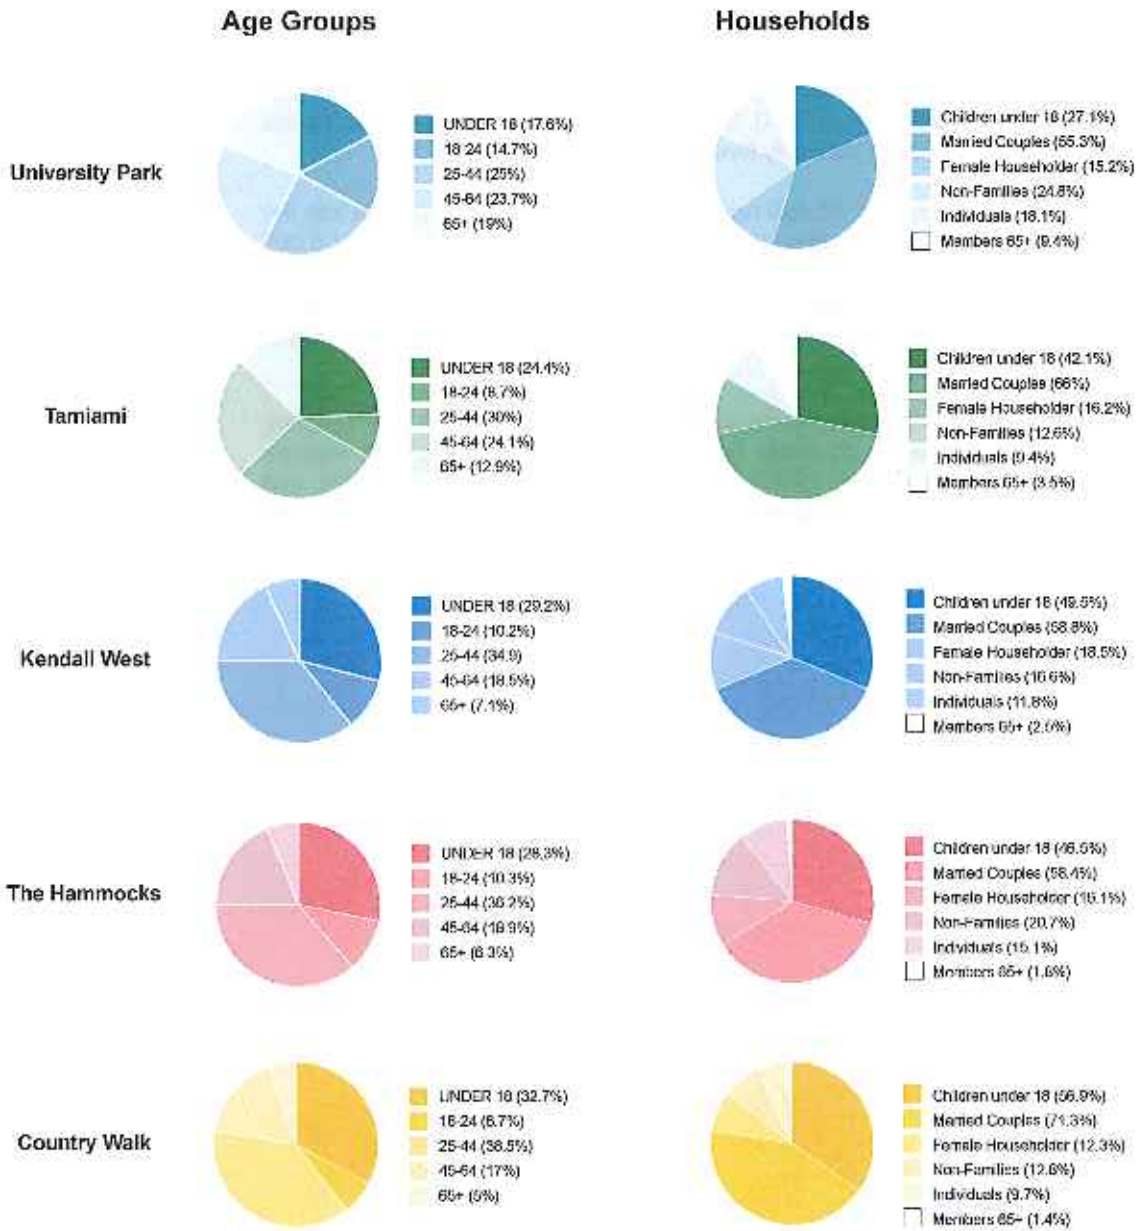 Age Groups
Households
University Park
UNDER 18 (17.6%)
18-24 (14.7%)
25-44 (25%)
45-64 (23.7%)
65+ (19%)
Children under 18 (27.1%)
Married Couples (55.3%)
Female Householder (15.2%)
Non-Families (24.8%)
Individuals (18.1%)
Members 65+ (9.4%)
Tamiami
UNDER 18 (24.4%)
18-24 (8.7%)
25-44 (30%)
45-64 (24.1%)
65+ (12.9%)
Children under 18 (42.1%)
Married Couples (66%)
Female Householder (16.2%)
Non-Families (12.6%)
Individuals (9.4%)
Members 65+ (3.5%)
Kendall West
UNDER 18 (29.2%)
18-24 (10.2%)
25-44 (34.9)
45-64 (18.5%)
65+ (7.1%)
Children under 18 (49.5%)
Married Couples (58.8%)
Female Householder (18.5%)
Non-Families (16.6%)
Individuals (11.8%)
Members 65+
The Hammocks
UNDER 18 (28.3%)
18-24 (10.3%)
25-44 (36.2%)
45-64 (18.9%)
65+ (6.3%)
Children under 18 (46.5%)
Married Couples (58.4%)
Female Householder
Non-Families (20.7%)
Individuals (15.1%)
Members 65+
Country Walk
UNDER 18 (32.7%)
18-24 (6.7%)
25-44 (38.5%)
45-64 (17%)
65+ (5%)
Children under 18 (56.9%)
Married Couples (71.3%)
Female Householder (12.3%)
Non-Families (12.8%)
Individuals (9.7%)
Members 65+ (1.4%)